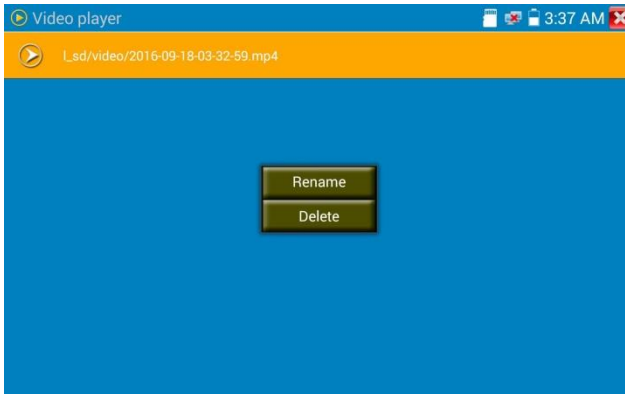 Video player
3:37 AM
l_sd/video/2016-09-18-03-32-59.mp4
Rename
Delete